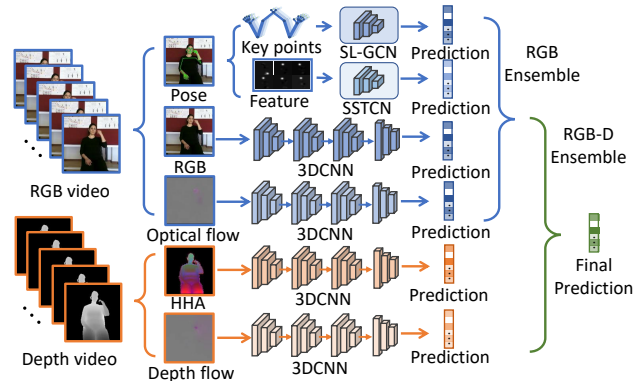 Key points
SL-GCN
Prediction
Pose
Feature
SSTCN
Prediction
RGB
Ensemble
RGB
3DCNN
Prediction
RGB video
RGB-D
Ensemble
Optical flow
3DCNN
Prediction
HHA
3DCNN
Prediction
Final
Prediction
Depth video
Depth flow
3DCNN
Prediction